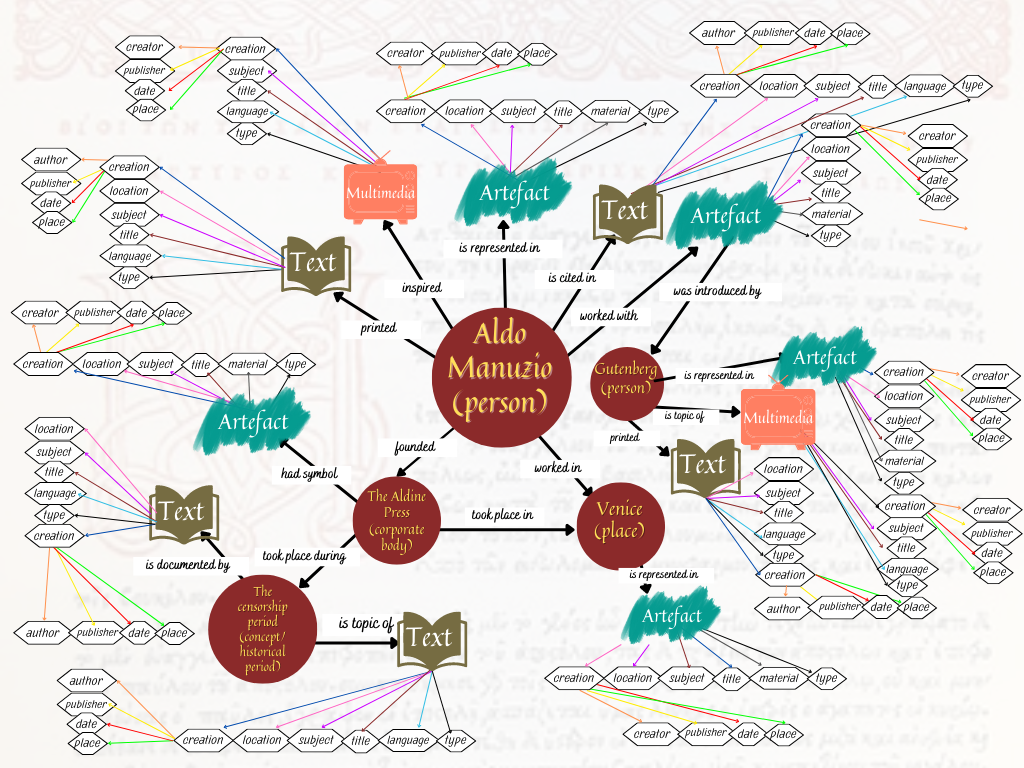 creator
publisher
date
place
creation
subject
title
language
type
Multimedia
creator
publisher
date
place
creation
location
subject
title
material
type
Artefact
author
publisher
date
place
creation
location
subject
title
language
type
Text
creation
location
subject
title
material
type
creator
publisher
date
place
Artefact
author
publisher
date
place
creation
location
subject
title
language
type
Text
is represented in
inspired
is cited in
was introduced by
worked with
printed
Aldo
Manuzio
(person)
Gutenberg
(person)
is represented in
is topic of
printed
Artefact
Multimedia
Text
creator
publisher
date
place
creation
location
subject
title
material
type
Artefact
creation
location
subject
title
material
type
creator
publisher
date
place
creation
subject
title
language
type
creator
publisher
date
place
location
subject
title
language
type
creation
author
publisher
date
place
founded
worked in
had symbol
The Aldine
Press
(corporate
body)
took place in
Venice
(place)
location
subject
title
language
type
creation
author
publisher
date
place
Text
is documented by
took place during
The
censorship
period
(concept/
historical
period)
is topic of
Text
is represented in
Artefact
creation
location
subject
title
material
type
creator
publisher
date
place
author
publisher
date
place
creation
location
subject
title
language
type